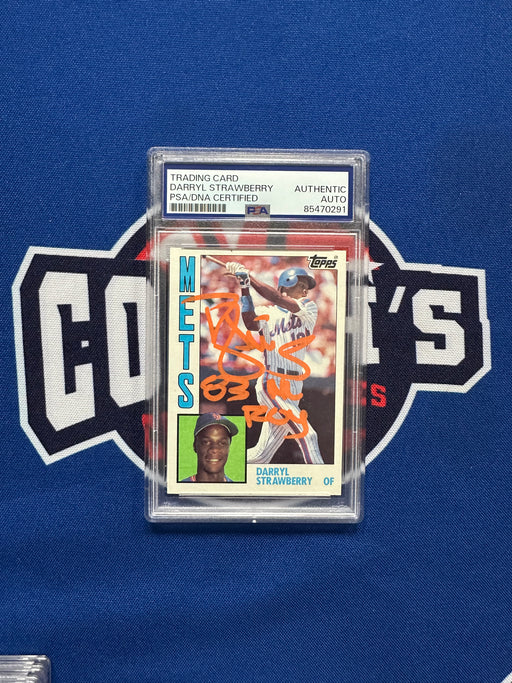 TRADING CARD
DARRYL STRAWBERRY
PSA/DNA CERTIFIED
AUTHENTIC
AUTO
85470291
PSA
Topps
METS
Mets
83 NL
ROY
DARRYL
STRAWBERRY OF